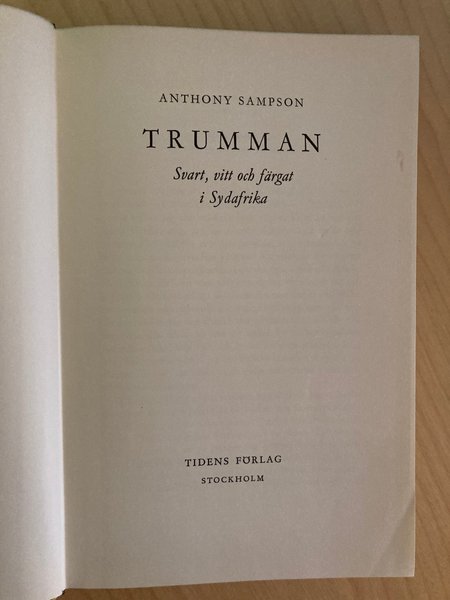 ANTHONY SAMPSON
TRUMMAN
Svart, vitt och färgat
i Sydafrika
TIDENS FÖRLAG
STOCKHOLM